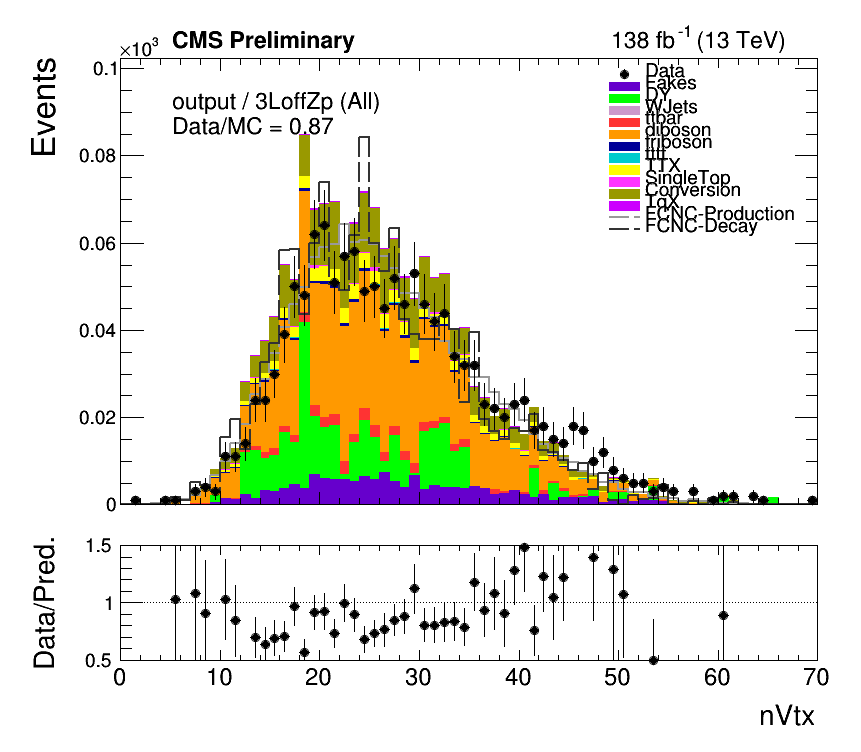 ×10³ CMS Preliminary 138 fb⁻¹ (13 TeV)
Events
0.1
0.08
0.06
0.04
0.02
0
output / 3LoffZp (All)
Data/MC = 0.87
Data
Fakes
DY
WJets
ttbar
diboson
triboson
tttt
TTX
SingleTop
Conversion
TqX
FCNC-Production
FCNC-Decay
Data/Pred.
1.5
1
0.5
0 10 20 30 40 50 60 70
nVtx